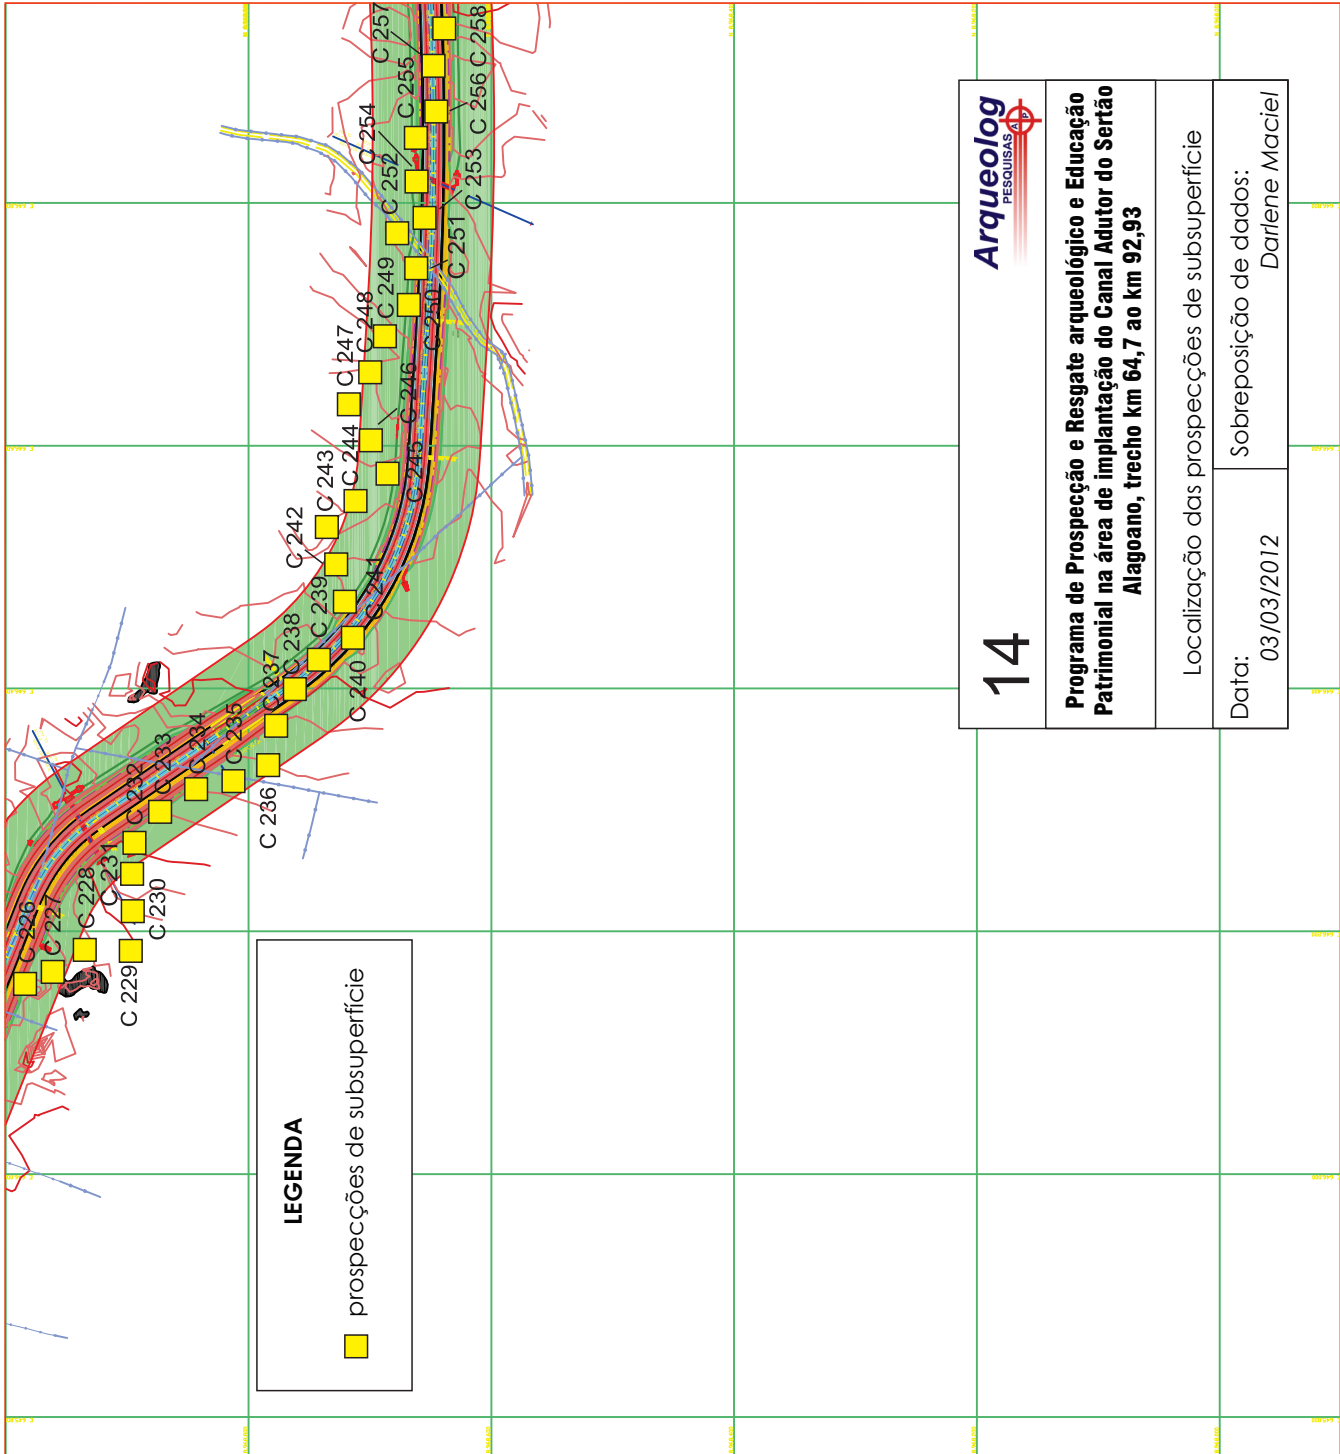 C 226
C 227
C 228
C 229
C 230
C 231
C 232
C 233
C 234
C 235
C 236
C 237
C 238
C 239
C 240
C 241
C 242
C 243
C 244
C 245
C 246
C 247
C 248
C 249
C 250
C 251
C 252
C 253
C 254
C 255
C 256
C 257
C 258
LEGENDA
prospecções de subsuperfície
14
Arqueolog
PESQUISAS
Programa de Prospecção e Resgate arqueológico e Educação
Patrimonial na área de implantação do Canal Adutor do Sertão
Alagoano, trecho km 64,7 ao km 92,93
Localização das prospecções de subsuperfície
Data:
03/03/2012
Sobreposição de dados:
Darlene Maciel